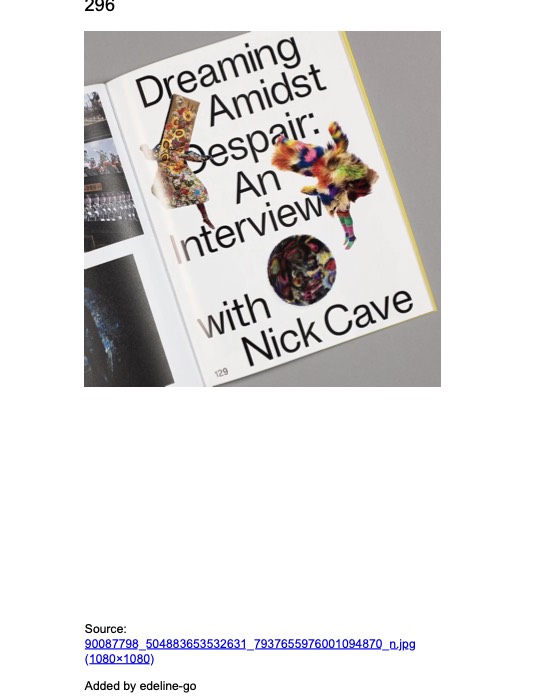 296
Dreaming
Amidst
Despair:
An
Interview
with
Nick Cave
129
Source:
90087798_504883653532631_7937655976001094870_n.jpg
(1080×1080)
Added by edeline-go